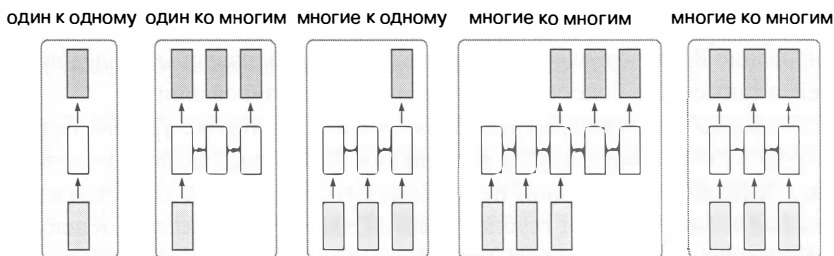 один к одному один ко многим многие к одному многие ко многим многие ко многим